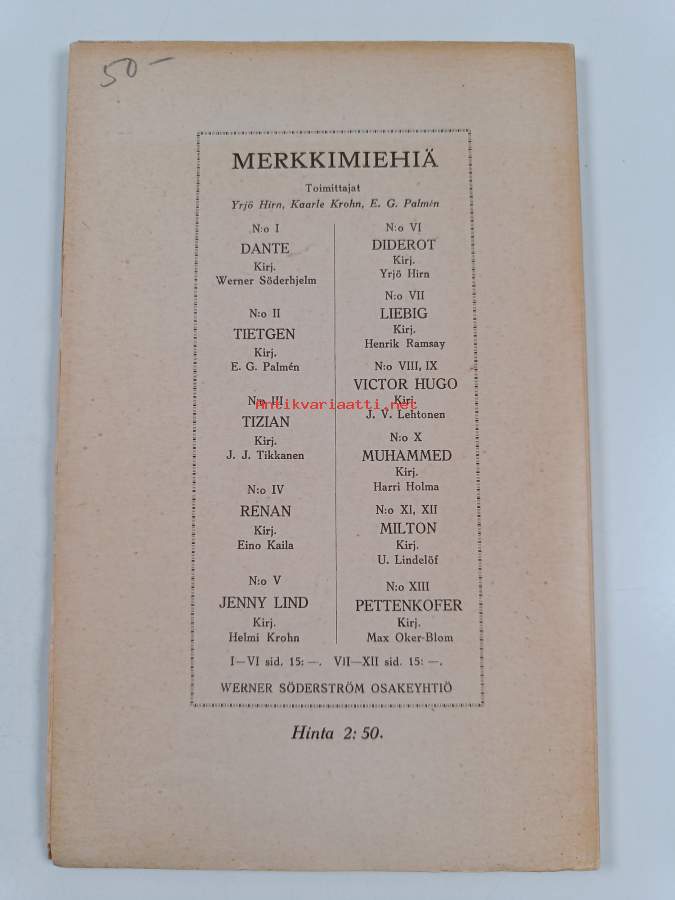 50 —
MERKKIMIEHIÄ
Toimittajat
Yrjö Hirn, Kaarle Krohn, E. G. Palmén
N:o I
DANTE
Kirj.
Werner Söderhjelm
N:o II
TIETGEN
Kirj.
E. G. Palmén
N:o III
TIZIAN
Kirj.
J. J. Tikkanen
N:o IV
RENAN
Kirj.
Eino Kaila
N:o V
JENNY LIND
Kirj.
Helmi Krohn
N:o VI
DIDEROT
Kirj.
Yrjö Hirn
N:o VII
LIEBIG
Kirj.
Henrik Ramsay
N:o VIII, IX
VICTOR HUGO
Kirj.
J. V. Lehtonen
N:o X
MUHAMMED
Kirj.
Harri Holma
N:o XI, XII
MILTON
Kirj.
U. Lindelöf
N:o XIII
PETTENKOFER
Kirj.
Max Oker-Blom
I—VI sid. 15: —. VII—XII sid. 15: —.
WERNER SÖDERSTRÖM OSAKEYHTIÖ
Hinta 2: 50.
Antikvariaatti.net